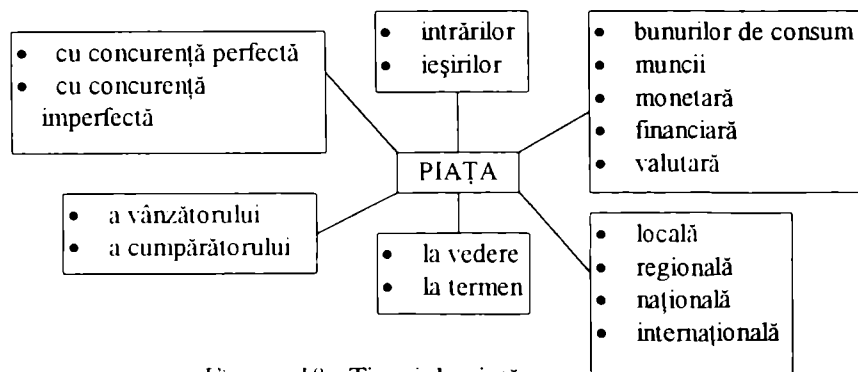 • cu concurență perfectă
• cu concurență
imperfectă
• intrărilor
• ieșirilor
• bunurilor de consum
• muncii
• monetară
• financiară
• valutară
PIAȚA
• a vânzătorului
• a cumpărătorului
• la vedere
• la termen
• locală
• regională
• națională
• internațională